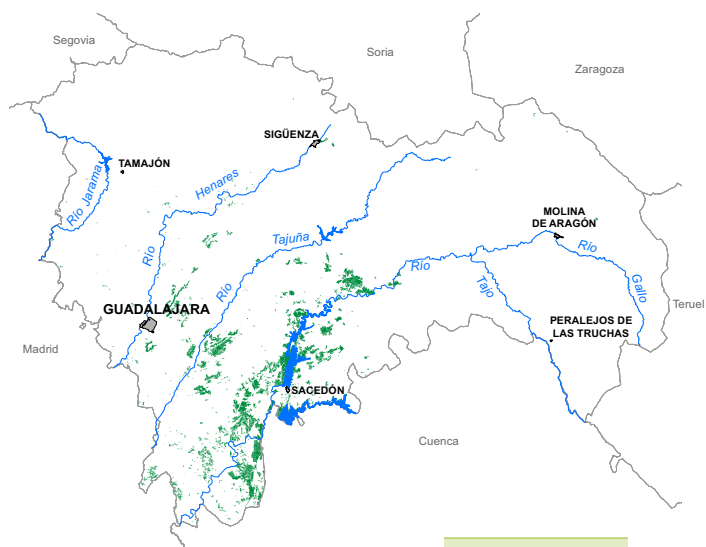 Segovia
Soria
Zaragoza
SIGÜENZA
TAMAJÓN
Henares
Río Jarama
MOLINA
DE ARAGÓN
Tajuña
Río
Río
Río
Río
Gallo
Tajo
GUADALAJARA
Teruel
PERALEJOS DE
LAS TRUCHAS
Madrid
SACEDÓN
Cuenca